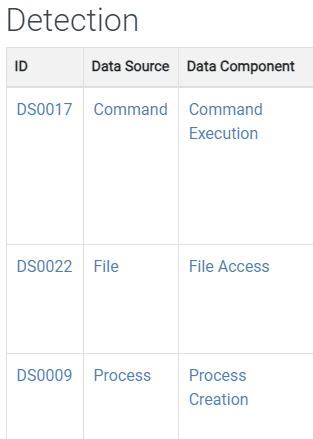 Detection
ID Data Source Data Component
DS0017 Command Command
Execution
DS0022 File File Access
DS0009 Process Process
Creation